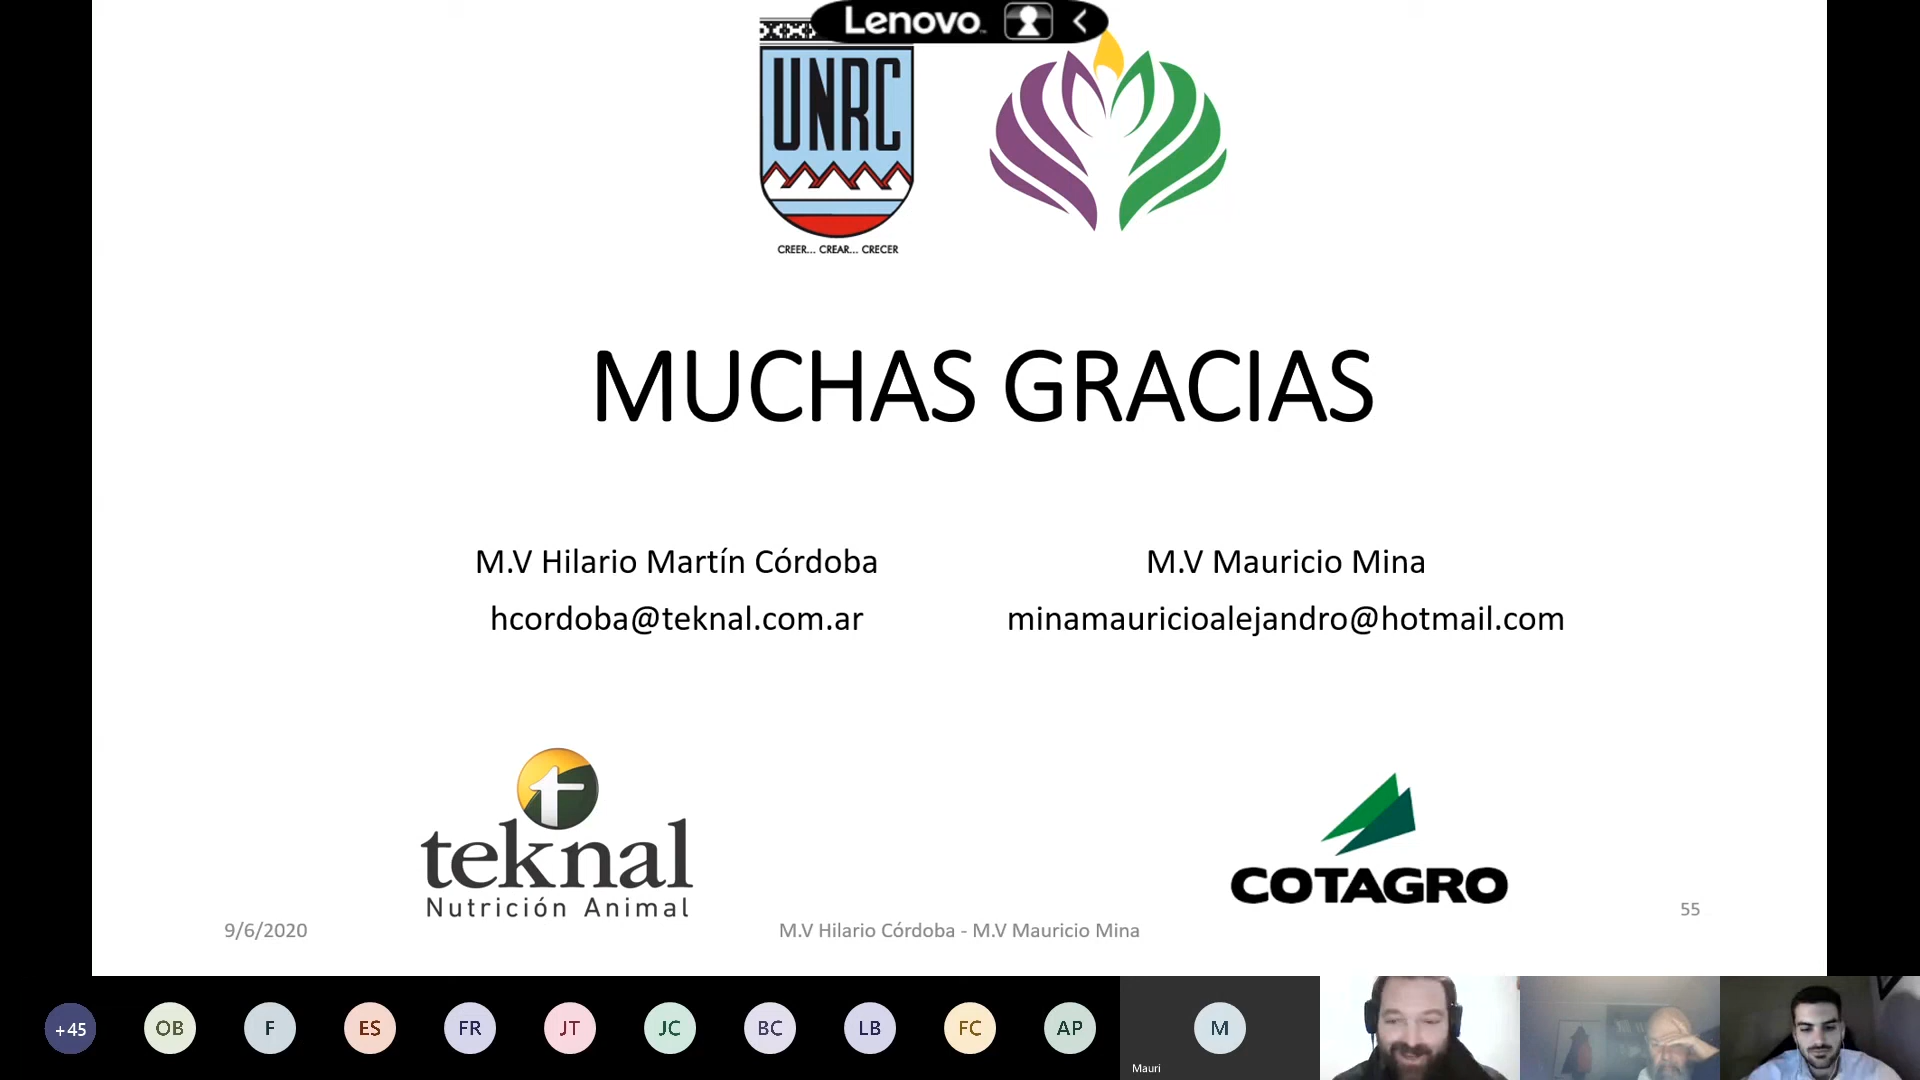 Lenovo
UNRC
CREER... CREAR... CRECER
MUCHAS GRACIAS
M.V Hilario Martín Córdoba
hcordoba@teknal.com.ar
M.V Mauricio Mina
minamauricioalejandro@hotmail.com
teknal
Nutrición Animal
COTAGRO
9/6/2020
M.V Hilario Córdoba - M.V Mauricio Mina
55
+45
OB
F
ES
FR
JT
JC
BC
LB
FC
AP
M
Mauri